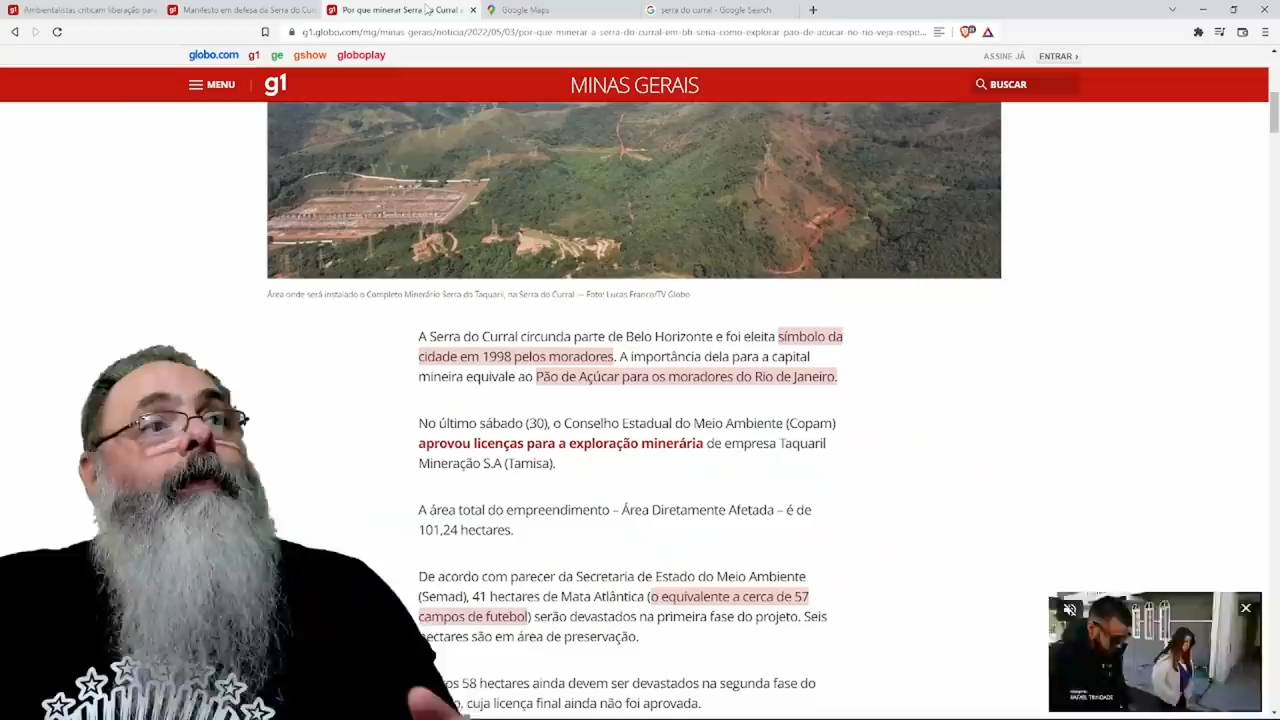 Ambientalistas criticam liberação para
Manifesto em defesa da Serra do Cur
Por que minerar Serra do Curral é
Google Maps
serra do curral - Google Search
g1.globo.com/mg/minas-gerais/noticia/2022/05/03/por-que-minerar-a-serra-do-curral-em-bh-seria-como-explorar-pao-de-acucar-no-rio-veja-respo...
globo.com g1 ge gshow globoplay
ASSINE JÁ ENTRAR ›
MENU g1 MINAS GERAIS BUSCAR
Área onde será instalado o Completo Minerário Serra do Taquaril, na Serra do Curral — Foto: Lucas Franco/TV Globo
A Serra do Curral circunda parte de Belo Horizonte e foi eleita símbolo da
cidade em 1998 pelos moradores. A importância dela para a capital
mineira equivale ao Pão de Açúcar para os moradores do Rio de Janeiro.
No último sábado (30), o Conselho Estadual do Meio Ambiente (Copam)
aprovou licenças para a exploração minerária de empresa Taquaril
Mineração S.A (Tamisa).
A área total do empreendimento – Área Diretamente Afetada – é de
101,24 hectares.
De acordo com parecer da Secretaria de Estado do Meio Ambiente
(Semad), 41 hectares de Mata Atlântica (o equivalente a cerca de 57
campos de futebol) serão devastados na primeira fase do projeto. Seis
hectares são em área de preservação.
os 58 hectares ainda devem ser devastados na segunda fase do
, cuja licença final ainda não foi aprovada.
RAFAEL TRINDADE